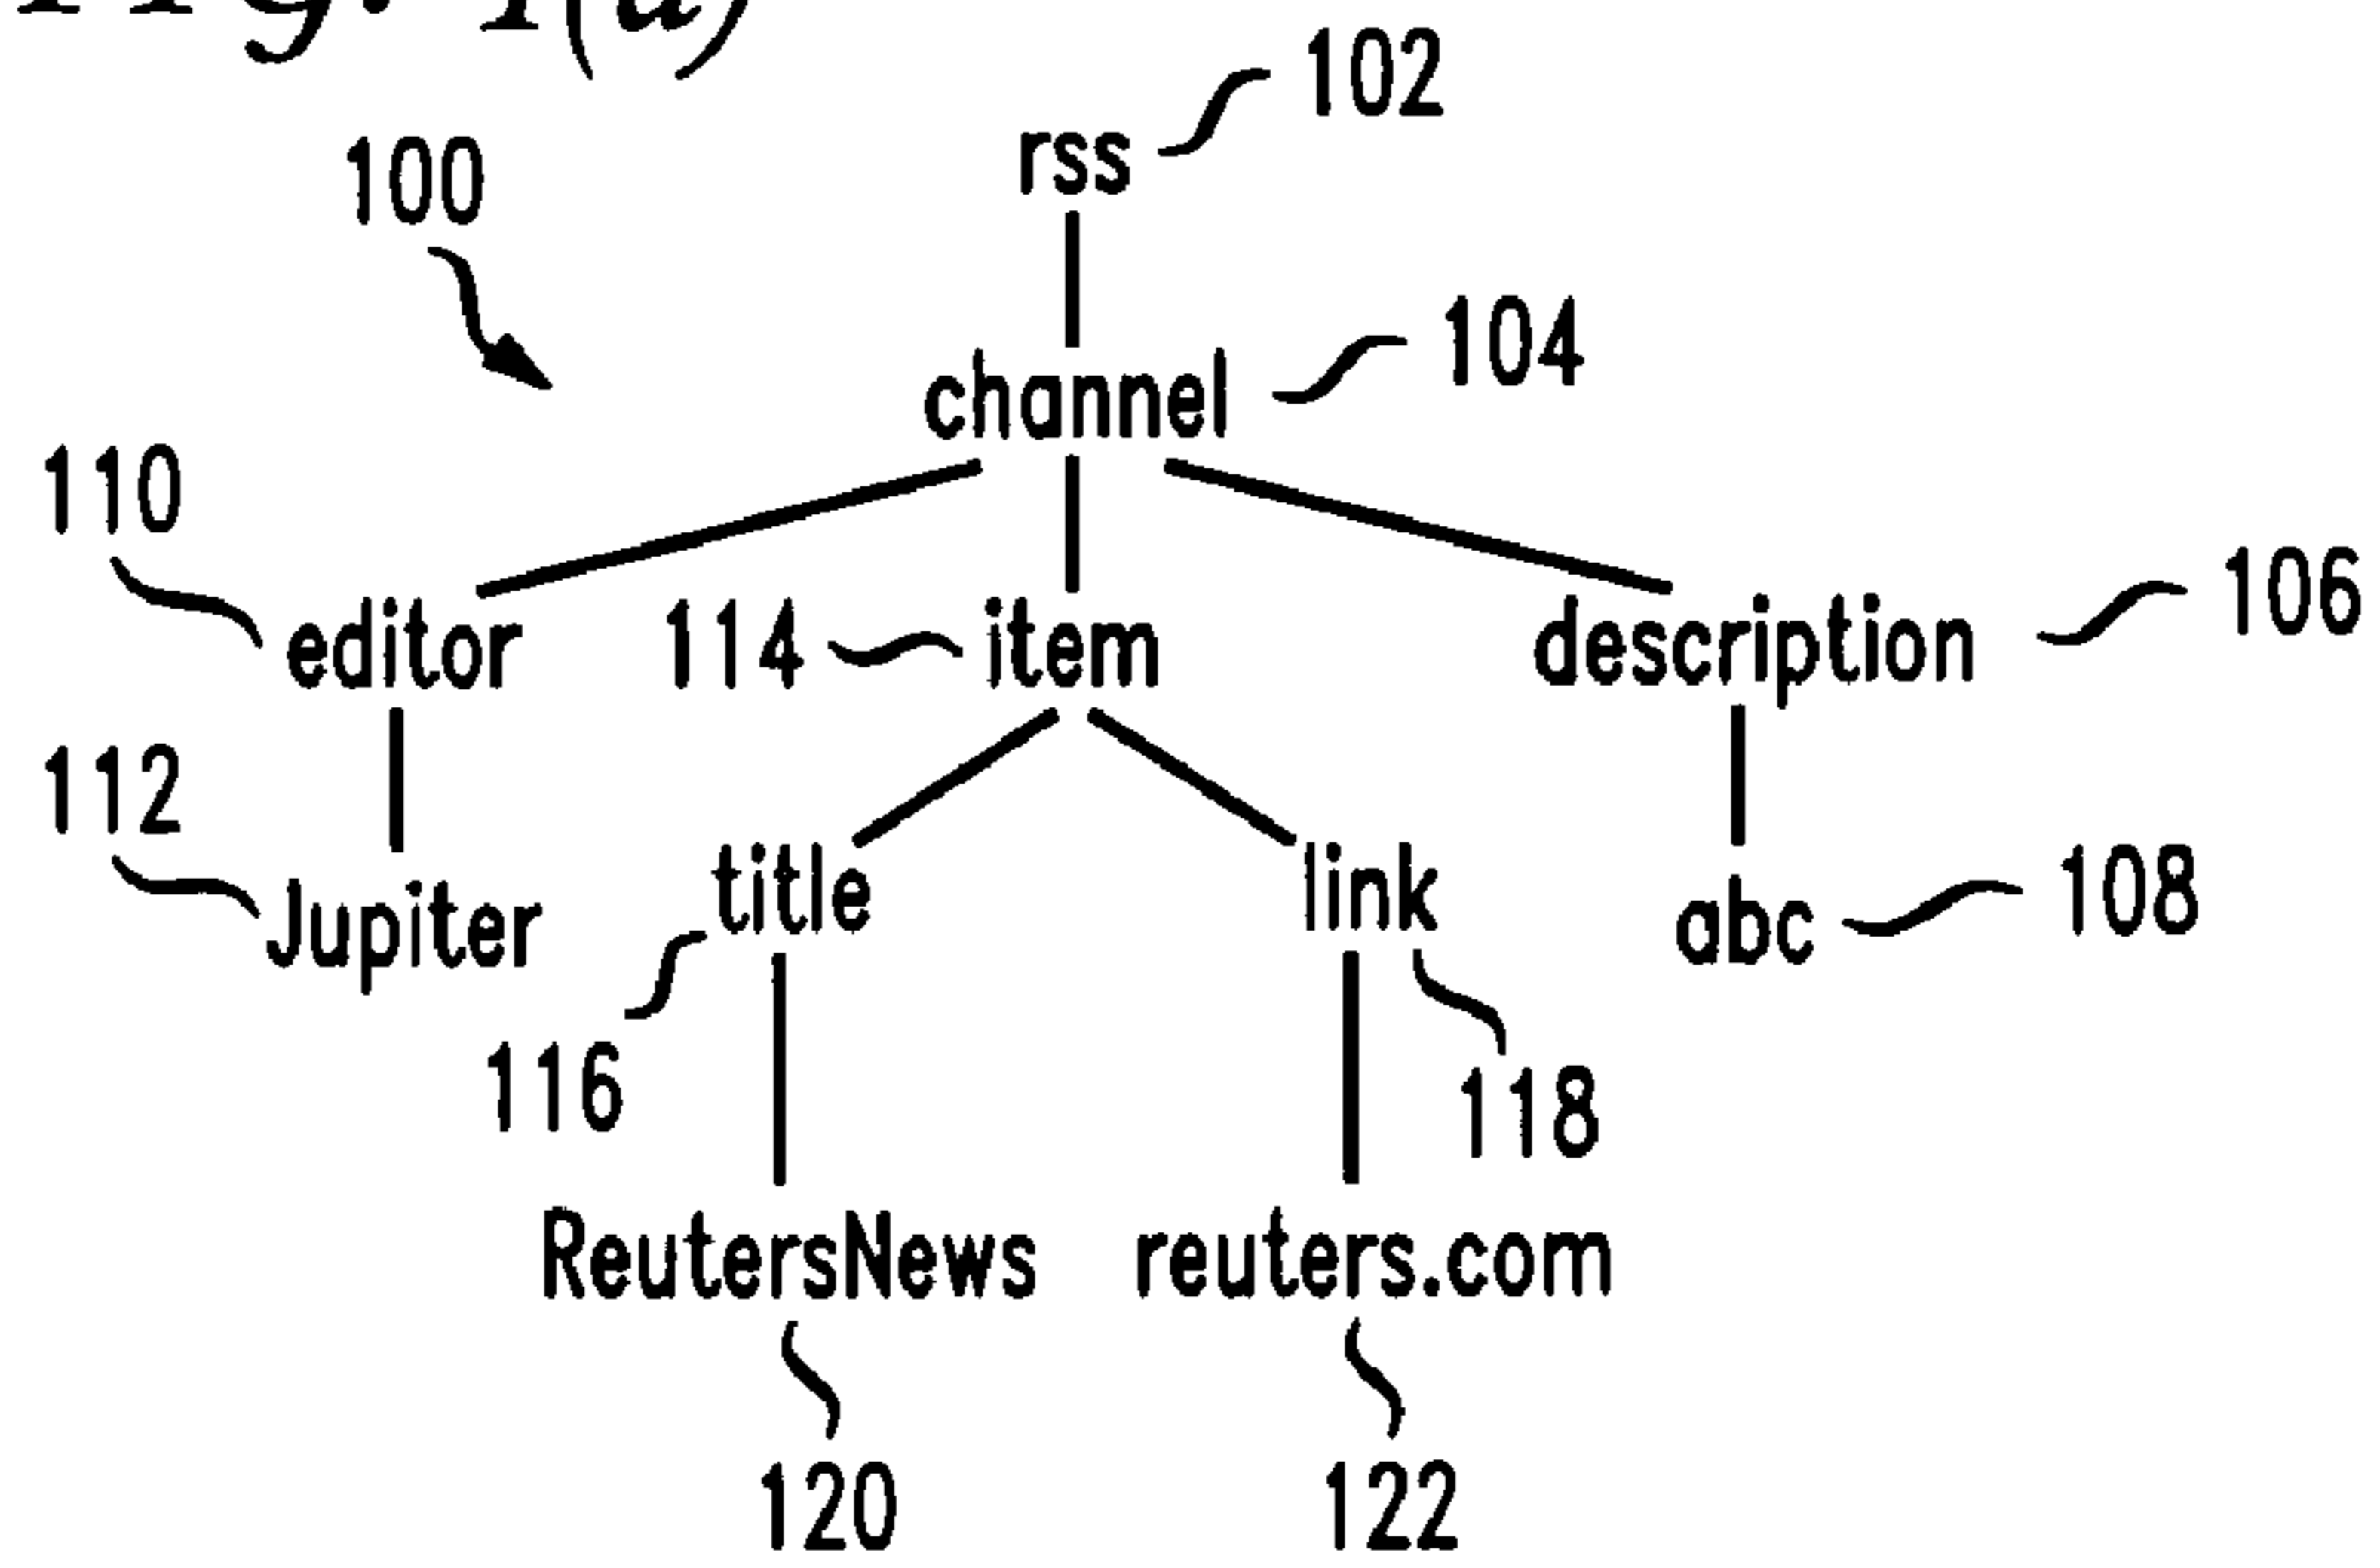 Fig. 1(a)
102
rss
100
104
channel
110
106
editor
114
item
description
112
Jupiter
title
link
abc
108
116
118
ReutersNews
reuters.com
120
122